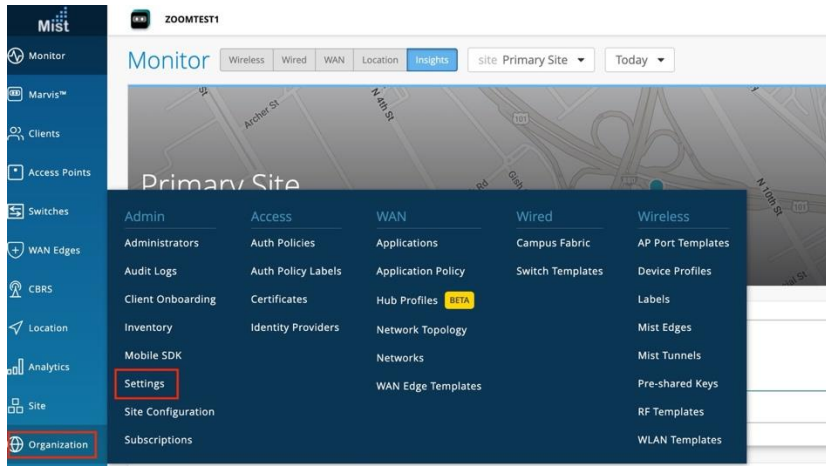 Mist
ZOOMTEST1
Monitor
Marvis™
Clients
Access Points
Switches
WAN Edges
CBRS
Location
Analytics
Site
Organization
Monitor Wireless Wired WAN Location Insights site Primary Site Today
Archer St
N 4th St
101
Gish
Rd
N 10th St
101
Primary Site
Admin
Administrators
Audit Logs
Client Onboarding
Inventory
Mobile SDK
Settings
Site Configuration
Subscriptions
Access
Auth Policies
Auth Policy Labels
Certificates
Identity Providers
WAN
Applications
Application Policy
Hub Profiles BETA
Network Topology
Networks
WAN Edge Templates
Wired
Campus Fabric
Switch Templates
Wireless
AP Port Templates
Device Profiles
Labels
Mist Edges
Mist Tunnels
Pre-shared Keys
RF Templates
WLAN Templates